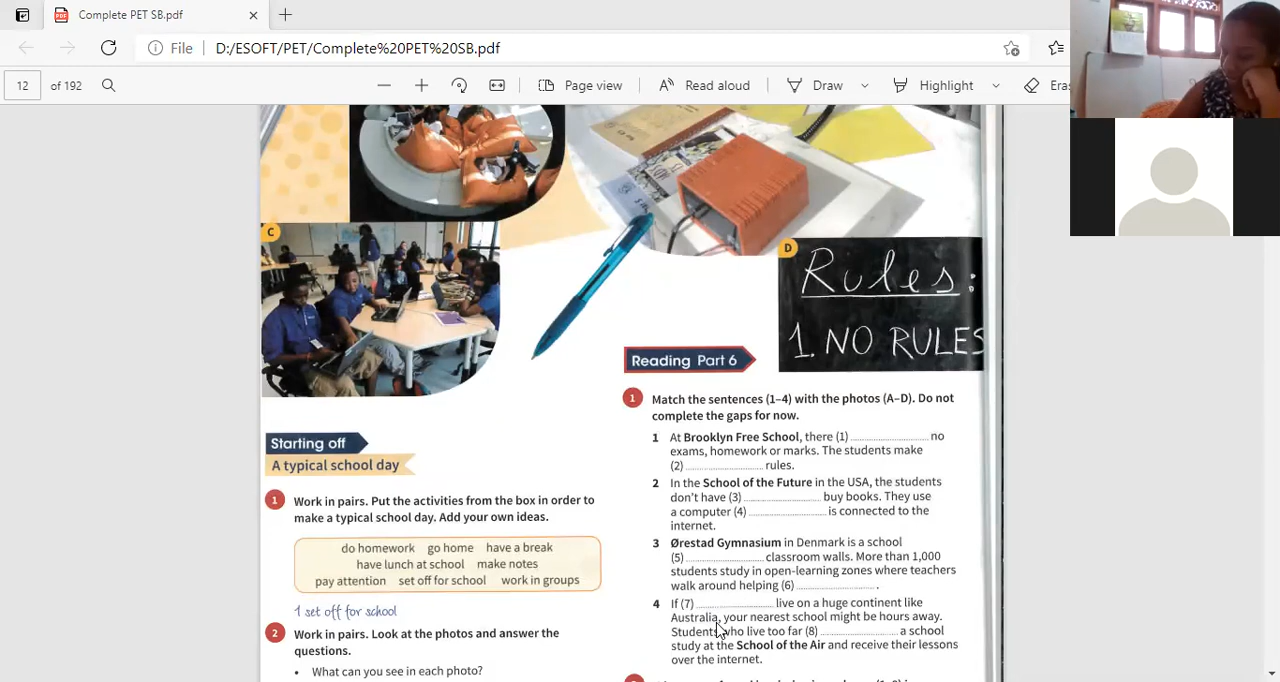 Complete PET SB.pdf
File
D:/ESOFT/PET/Complete%20PET%20SB.pdf
12
of 192
Page view
Read aloud
Draw
Highlight
C
D
Rules:
1. NO RULES
Reading Part 6
1 Match the sentences (1–4) with the photos (A–D). Do not
complete the gaps for now.
1 At Brooklyn Free School, there (1) .......................... no
exams, homework or marks. The students make
(2) .......................... rules.
2 In the School of the Future in the USA, the students
don't have (3) .......................... buy books. They use
a computer (4) .......................... is connected to the
internet.
3 Ørestad Gymnasium in Denmark is a school
(5) .......................... classroom walls. More than 1,000
students study in open-learning zones where teachers
walk around helping (6) .......................... .
4 If (7) .......................... live on a huge continent like
Australia, your nearest school might be hours away.
Students who live too far (8) .......................... a school
study at the School of the Air and receive their lessons
over the internet.
Starting off
A typical school day
1 Work in pairs. Put the activities from the box in order to
make a typical school day. Add your own ideas.
do homework go home have a break
have lunch at school make notes
pay attention set off for school work in groups
1 set off for school
2 Work in pairs. Look at the photos and answer the
questions.
• What can you see in each photo?